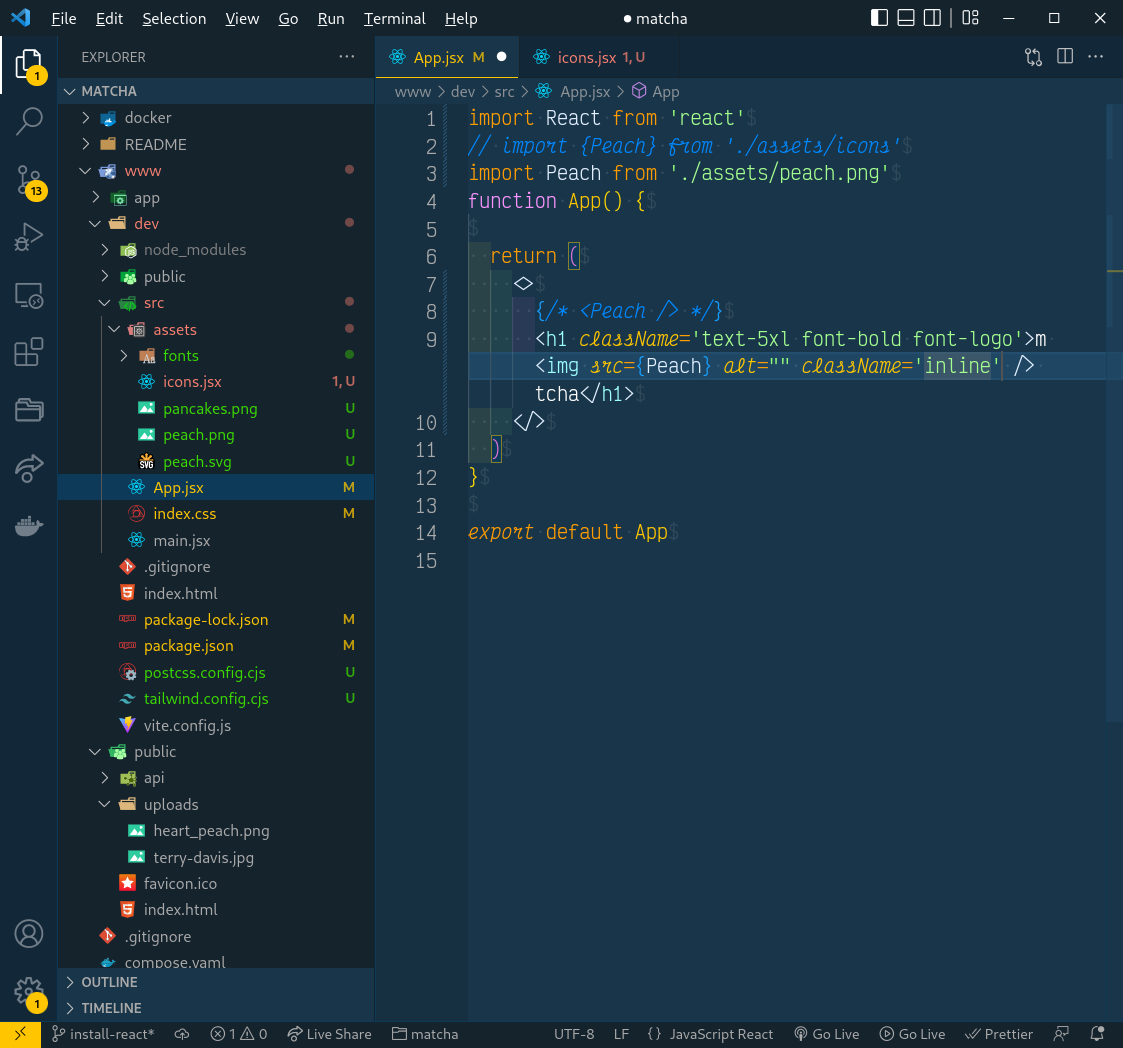 File Edit Selection View Go Run Terminal Help
matcha
EXPLORER
MATCHA
docker
README
www
app
dev
node_modules
public
src
assets
fonts
icons.jsx 1, U
pancakes.png U
peach.png U
peach.svg U
App.jsx M
index.css M
main.jsx
.gitignore
index.html
package-lock.json M
package.json M
postcss.config.cjs U
tailwind.config.cjs U
vite.config.js
public
api
uploads
heart_peach.png
terry-davis.jpg
favicon.ico
index.html
.gitignore
compose.yaml
OUTLINE
TIMELINE
1
13
1
App.jsx M
icons.jsx 1, U
www > dev > src > App.jsx > App
1 import React from 'react'$
2 // import {Peach} from './assets/icons'$
3 import Peach from './assets/peach.png'$
4 function App() {$
5 $
6 return ($
7 <>$
8 {/* <Peach /> */}$
9 <h1 className='text-5xl font-bold font-logo'>m
<img src={Peach} alt="" className='inline' />
tcha</h1>$
10 </>$
11 )$
12 }$
13 $
14 export default App$
15
install-react* 1 0 Live Share matcha UTF-8 LF {} JavaScript React Go Live Go Live Prettier